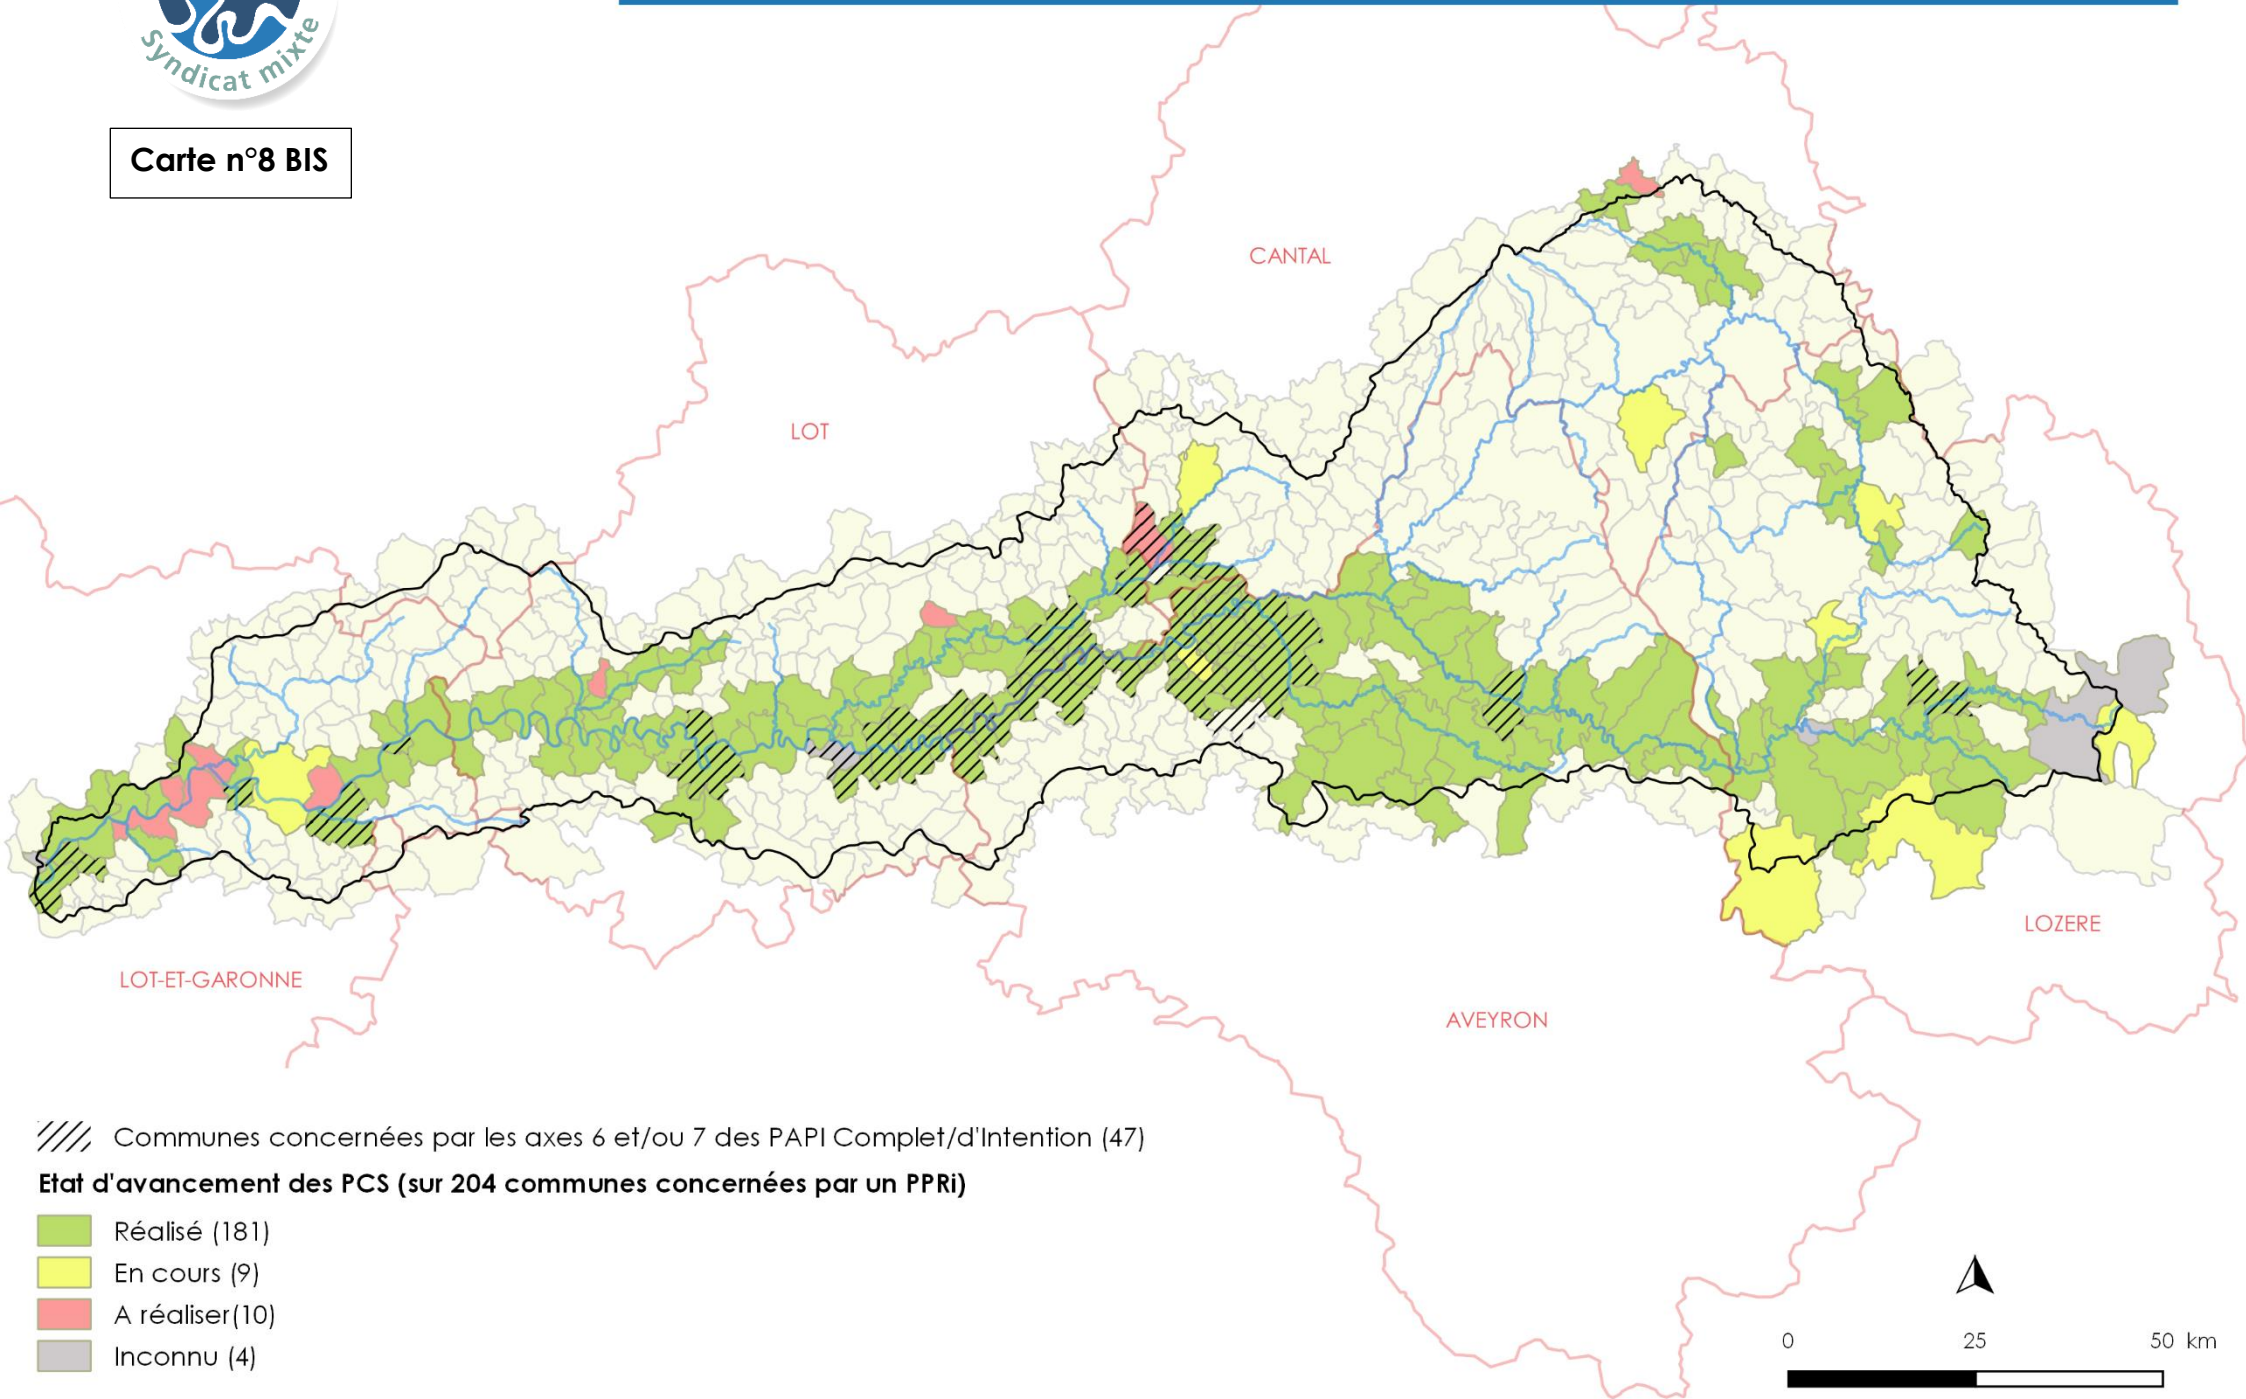 Syndicat mixte
Carte n°8 BIS
CANTAL
LOT
LOZERE
LOT-ET-GARONNE
AVEYRON
Communes concernées par les axes 6 et/ou 7 des PAPI Complet/d'Intention (47)
Etat d'avancement des PCS (sur 204 communes concernées par un PPRi)
Réalisé (181)
En cours (9)
A réaliser(10)
Inconnu (4)
0 25 50 km